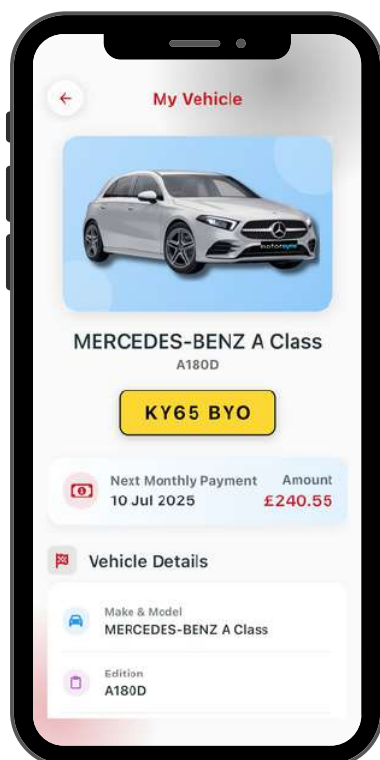 My Vehicle
motorsync
MERCEDES-BENZ A Class
A180D
KY65 BYO
Next Monthly Payment Amount
10 Jul 2025 £240.55
Vehicle Details
Make & Model
MERCEDES-BENZ A Class
Edition
A180D